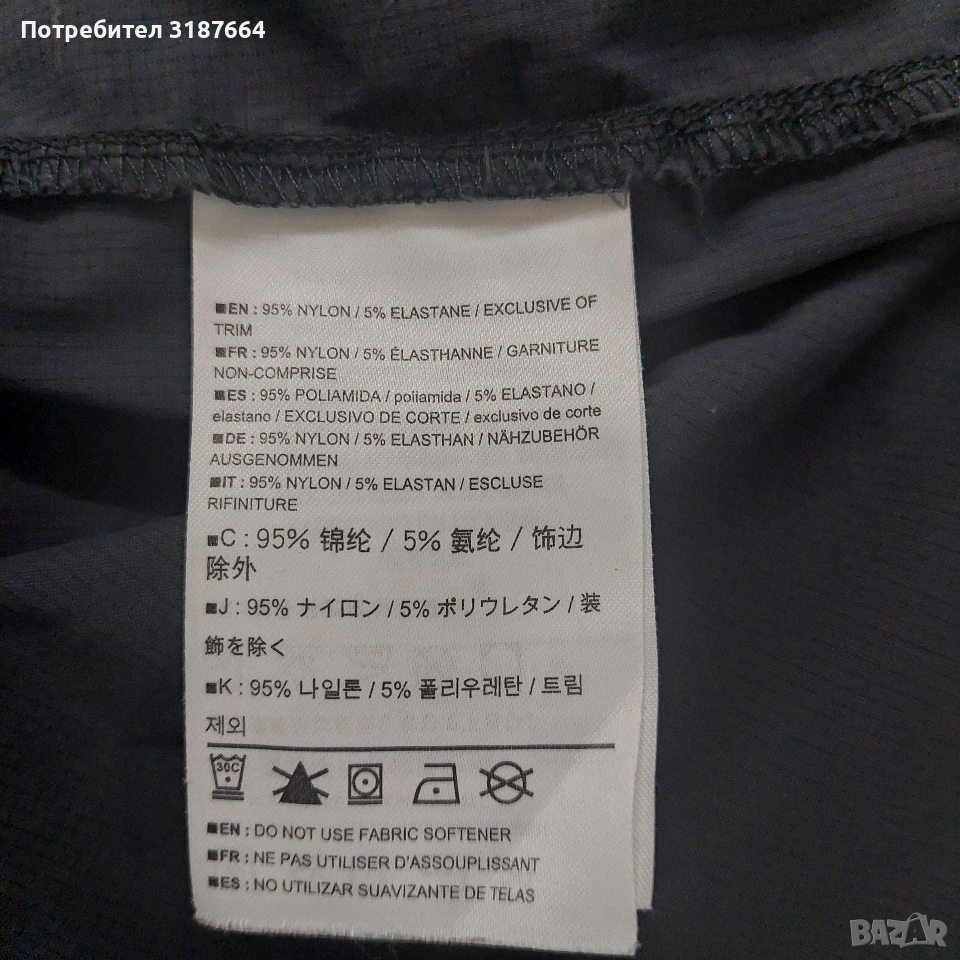 Потребител 3187664
EN : 95% NYLON / 5% ELASTANE / EXCLUSIVE OF
TRIM
FR : 95% NYLON / 5% ÉLASTHANNE / GARNITURE
NON-COMPRISE
ES : 95% POLIAMIDA / poliamida / 5% ELASTANO /
elastano / EXCLUSIVO DE CORTE / exclusivo de corte
DE : 95% NYLON / 5% ELASTHAN / NÄHZUBEHÖR
AUSGENOMMEN
IT : 95% NYLON / 5% ELASTAN / ESCLUSE
RIFINITURE
C : 95% 锦纶 / 5% 氨纶 / 饰边
除外
J : 95% ナイロン / 5% ポリウレタン / 装
飾を除く
K : 95% 나일론 / 5% 폴리우레탄 / 트림
제외
30C
EN : DO NOT USE FABRIC SOFTENER
FR : NE PAS UTILISER D'ASSOUPLISSANT
ES : NO UTILIZAR SUAVIZANTE DE TELAS
BAZAR